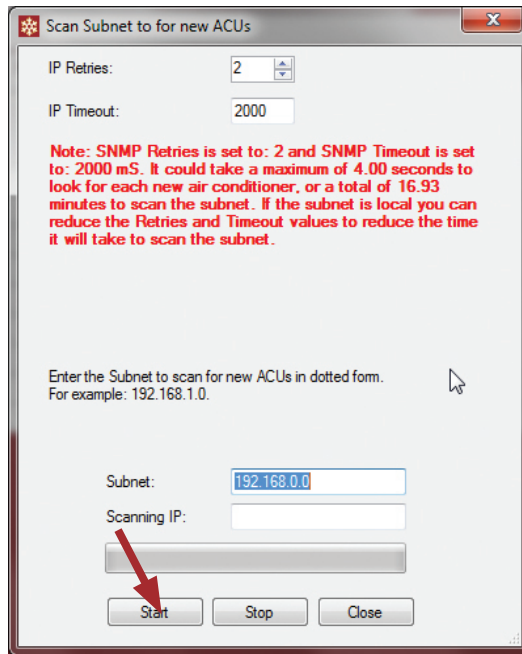 Scan Subnet to for new ACUs
x
IP Retries:
2
IP Timeout:
2000
Note: SNMP Retries is set to: 2 and SNMP Timeout is set
to: 2000 mS. It could take a maximum of 4.00 seconds to
look for each new air conditioner, or a total of 16.93
minutes to scan the subnet. If the subnet is local you can
reduce the Retries and Timeout values to reduce the time
it will take to scan the subnet.
Enter the Subnet to scan for new ACUs in dotted form.
For example: 192.168.1.0.
Subnet:
192.168.0.0
Scanning IP:
Start
Stop
Close